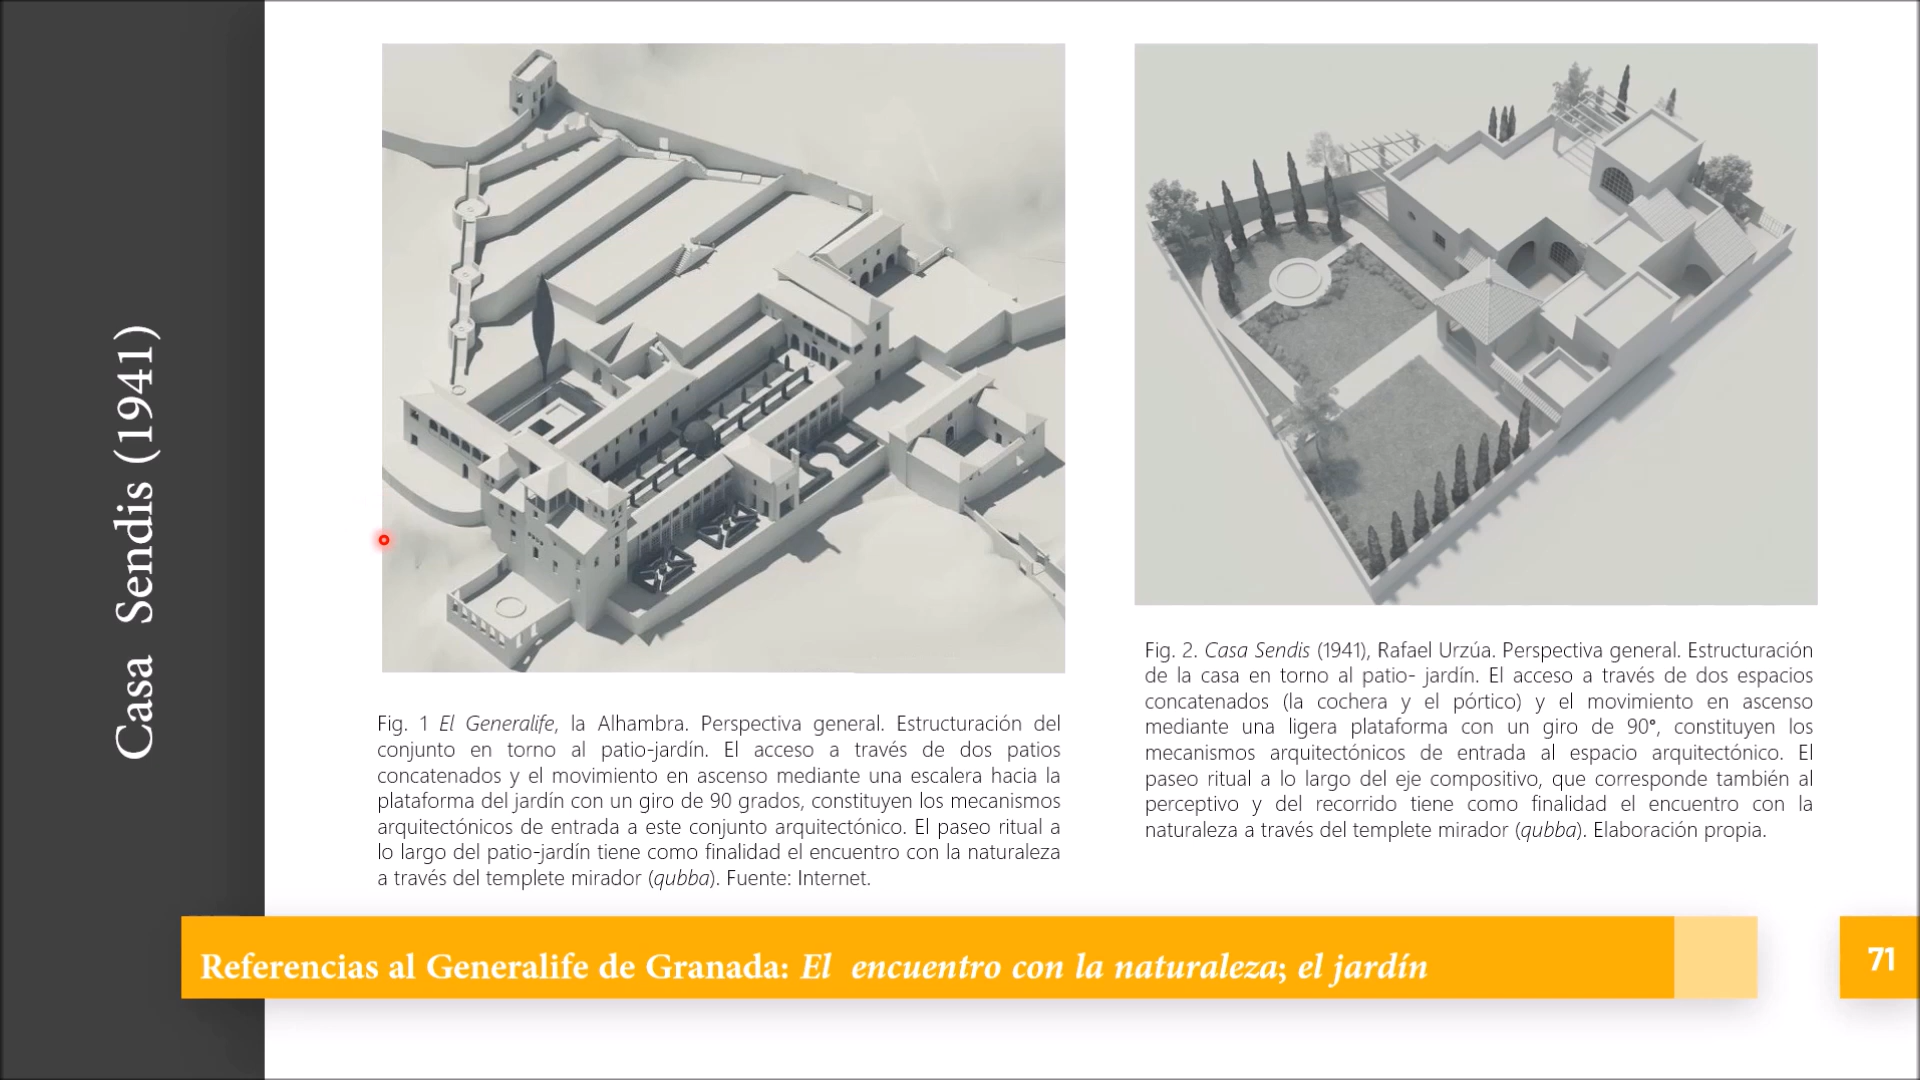 Casa Sendis (1941)
Fig. 1 El Generalife, la Alhambra. Perspectiva general. Estructuración del
conjunto en torno al patio-jardín. El acceso a través de dos patios
concatenados y el movimiento en ascenso mediante una escalera hacia la
plataforma del jardín con un giro de 90 grados, constituyen los mecanismos
arquitectónicos de entrada a este conjunto arquitectónico. El paseo ritual a
lo largo del patio-jardín tiene como finalidad el encuentro con la naturaleza
a través del templete mirador (qubba). Fuente: Internet.
Fig. 2. Casa Sendis (1941), Rafael Urzúa. Perspectiva general. Estructuración
de la casa en torno al patio- jardín. El acceso a través de dos espacios
concatenados (la cochera y el pórtico) y el movimiento en ascenso
mediante una ligera plataforma con un giro de 90°, constituyen los
mecanismos arquitectónicos de entrada al espacio arquitectónico. El
paseo ritual a lo largo del eje compositivo, que corresponde también al
perceptivo y del recorrido tiene como finalidad el encuentro con la
naturaleza a través del templete mirador (qubba). Elaboración propia.
Referencias al Generalife de Granada: El encuentro con la naturaleza; el jardín
71